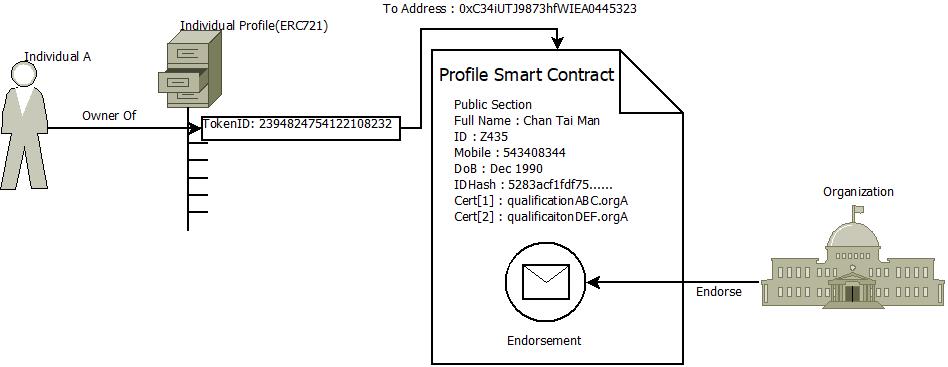 To Address : 0xC34iUTJ9873hfWIEA0445323
Individual Profile(ERC721)
Individual A
Owner Of
TokenID: 2394824754122108232
Profile Smart Contract
Public Section
Full Name : Chan Tai Man
ID : Z435
Mobile : 543408344
DoB : Dec 1990
IDHash : 5283acf1fdf75......
Cert[1] : qualificationABC.orgA
Cert[2] : qualificaitonDEF.orgA
Organization
Endorse
Endorsement